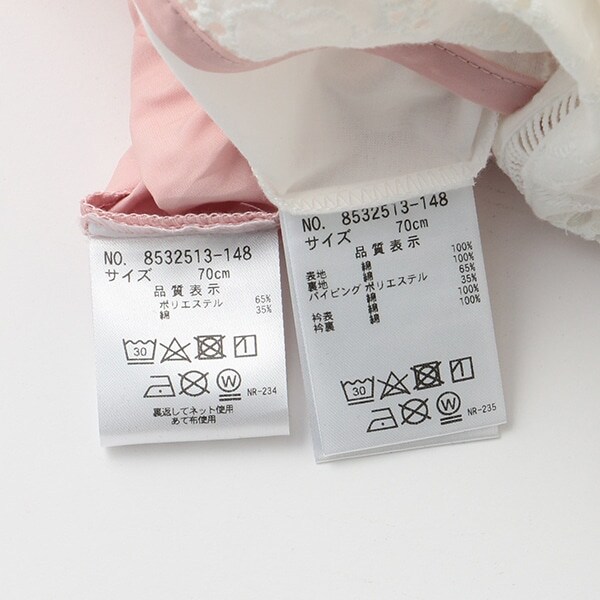 NO. 8532513-148
サイズ 70cm
品質表示
ポリエステル 65%
綿 35%
30
NR-234
裏返してネット使用
あて布使用
NO. 8532513-148
サイズ 70cm
品質表示
表地 綿 100%
裏地 綿 100%
パイピング ポリエステル 65%
綿 35%
衿表 綿 100%
衿裏 綿 100%
30
W
NR-235